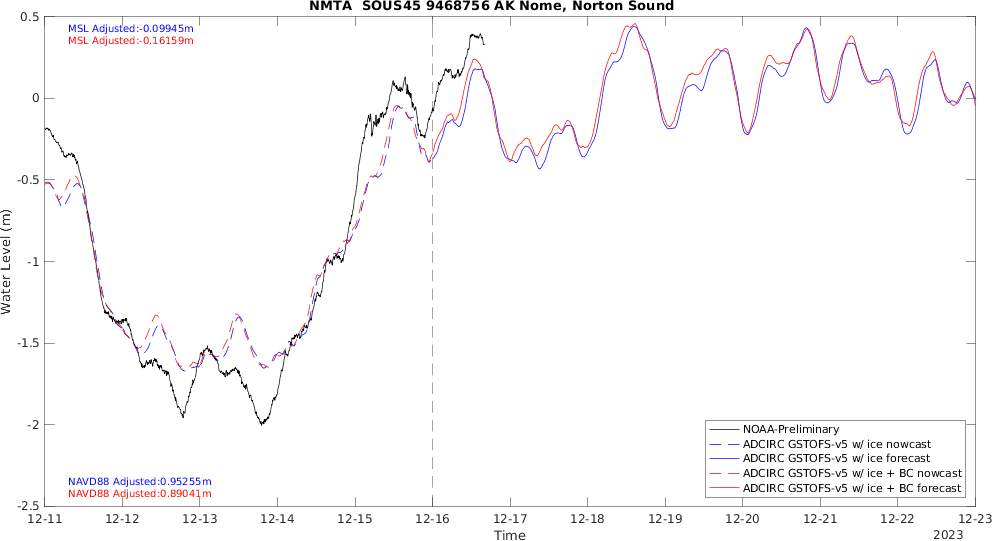 NMTA SOUS45 9468756 AK Nome, Norton Sound
MSL Adjusted:-0.09945m
MSL Adjusted:-0.16159m
0.5
0
-0.5
-1
-1.5
-2
-2.5
Water Level (m)
NAVD88 Adjusted:0.95255m
NAVD88 Adjusted:0.89041m
NOAA-Preliminary
ADCIRC GSTOFS-v5 w/ ice nowcast
ADCIRC GSTOFS-v5 w/ ice forecast
ADCIRC GSTOFS-v5 w/ ice + BC nowcast
ADCIRC GSTOFS-v5 w/ ice + BC forecast
12-11 12-12 12-13 12-14 12-15 12-16 12-17 12-18 12-19 12-20 12-21 12-22 12-23
Time
2023